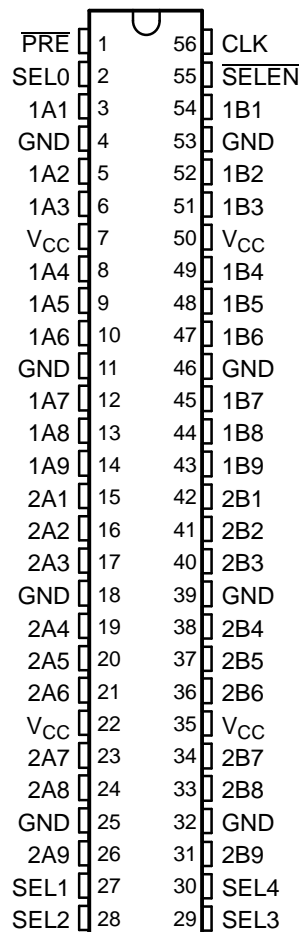 PRE 1 56 CLK
SEL0 2 55 SELEN
1A1 3 54 1B1
GND 4 53 GND
1A2 5 52 1B2
1A3 6 51 1B3
VCC 7 50 VCC
1A4 8 49 1B4
1A5 9 48 1B5
1A6 10 47 1B6
GND 11 46 GND
1A7 12 45 1B7
1A8 13 44 1B8
1A9 14 43 1B9
2A1 15 42 2B1
2A2 16 41 2B2
2A3 17 40 2B3
GND 18 39 GND
2A4 19 38 2B4
2A5 20 37 2B5
2A6 21 36 2B6
VCC 22 35 VCC
2A7 23 34 2B7
2A8 24 33 2B8
GND 25 32 GND
2A9 26 31 2B9
SEL1 27 30 SEL4
SEL2 28 29 SEL3